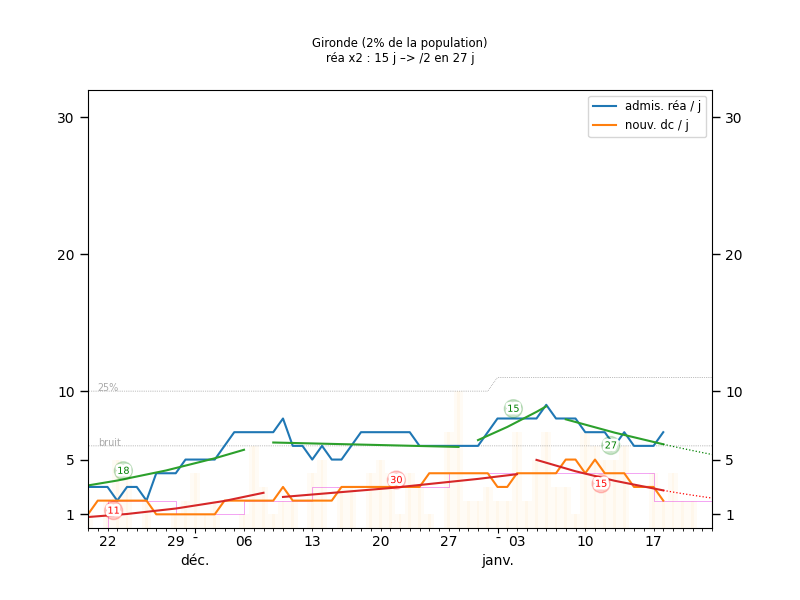 Gironde (2% de la population)
réa x2 : 15 j –> /2 en 27 j
admis. réa / j
nouv. dc / j
30 30
20 20
10 10
5 5
1 1
25%
bruit
18
11
30
15
27
15
22 29 - 06 13 20 27 - 03 10 17
déc. janv.